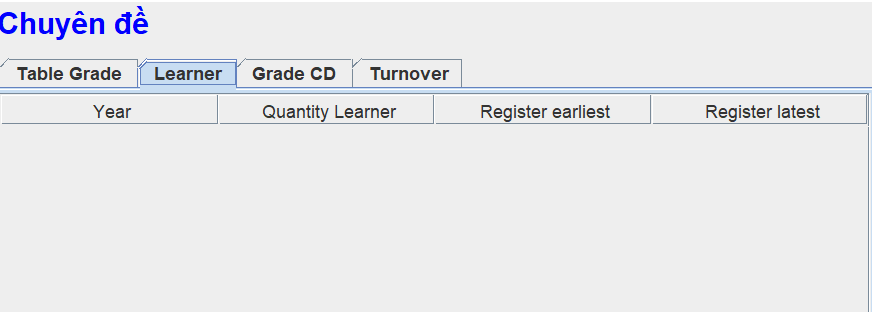 Chuyên đề
Table Grade Learner Grade CD Turnover
Year Quantity Learner Register earliest Register latest